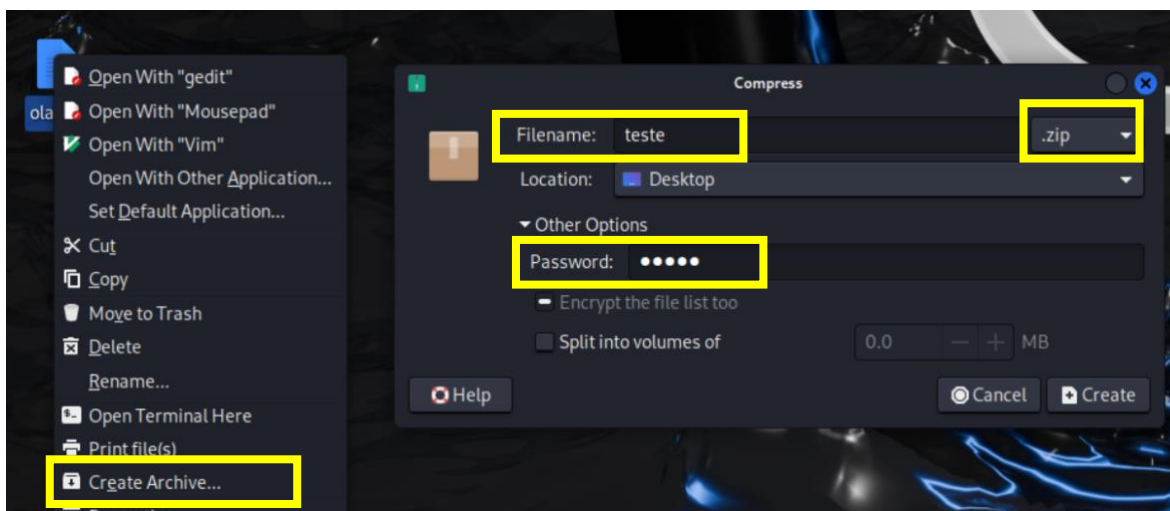 ola
Open With "gedit"
Open With "Mousepad"
Open With "Vim"
Open With Other Application...
Set Default Application...
Cut
Copy
Move to Trash
Delete
Rename...
Open Terminal Here
Print file(s)
Create Archive...
Compress
Filename: teste .zip
Location: Desktop
Other Options
Password: ●●●●●
Encrypt the file list too
Split into volumes of 0.0 — + MB
Help Cancel Create